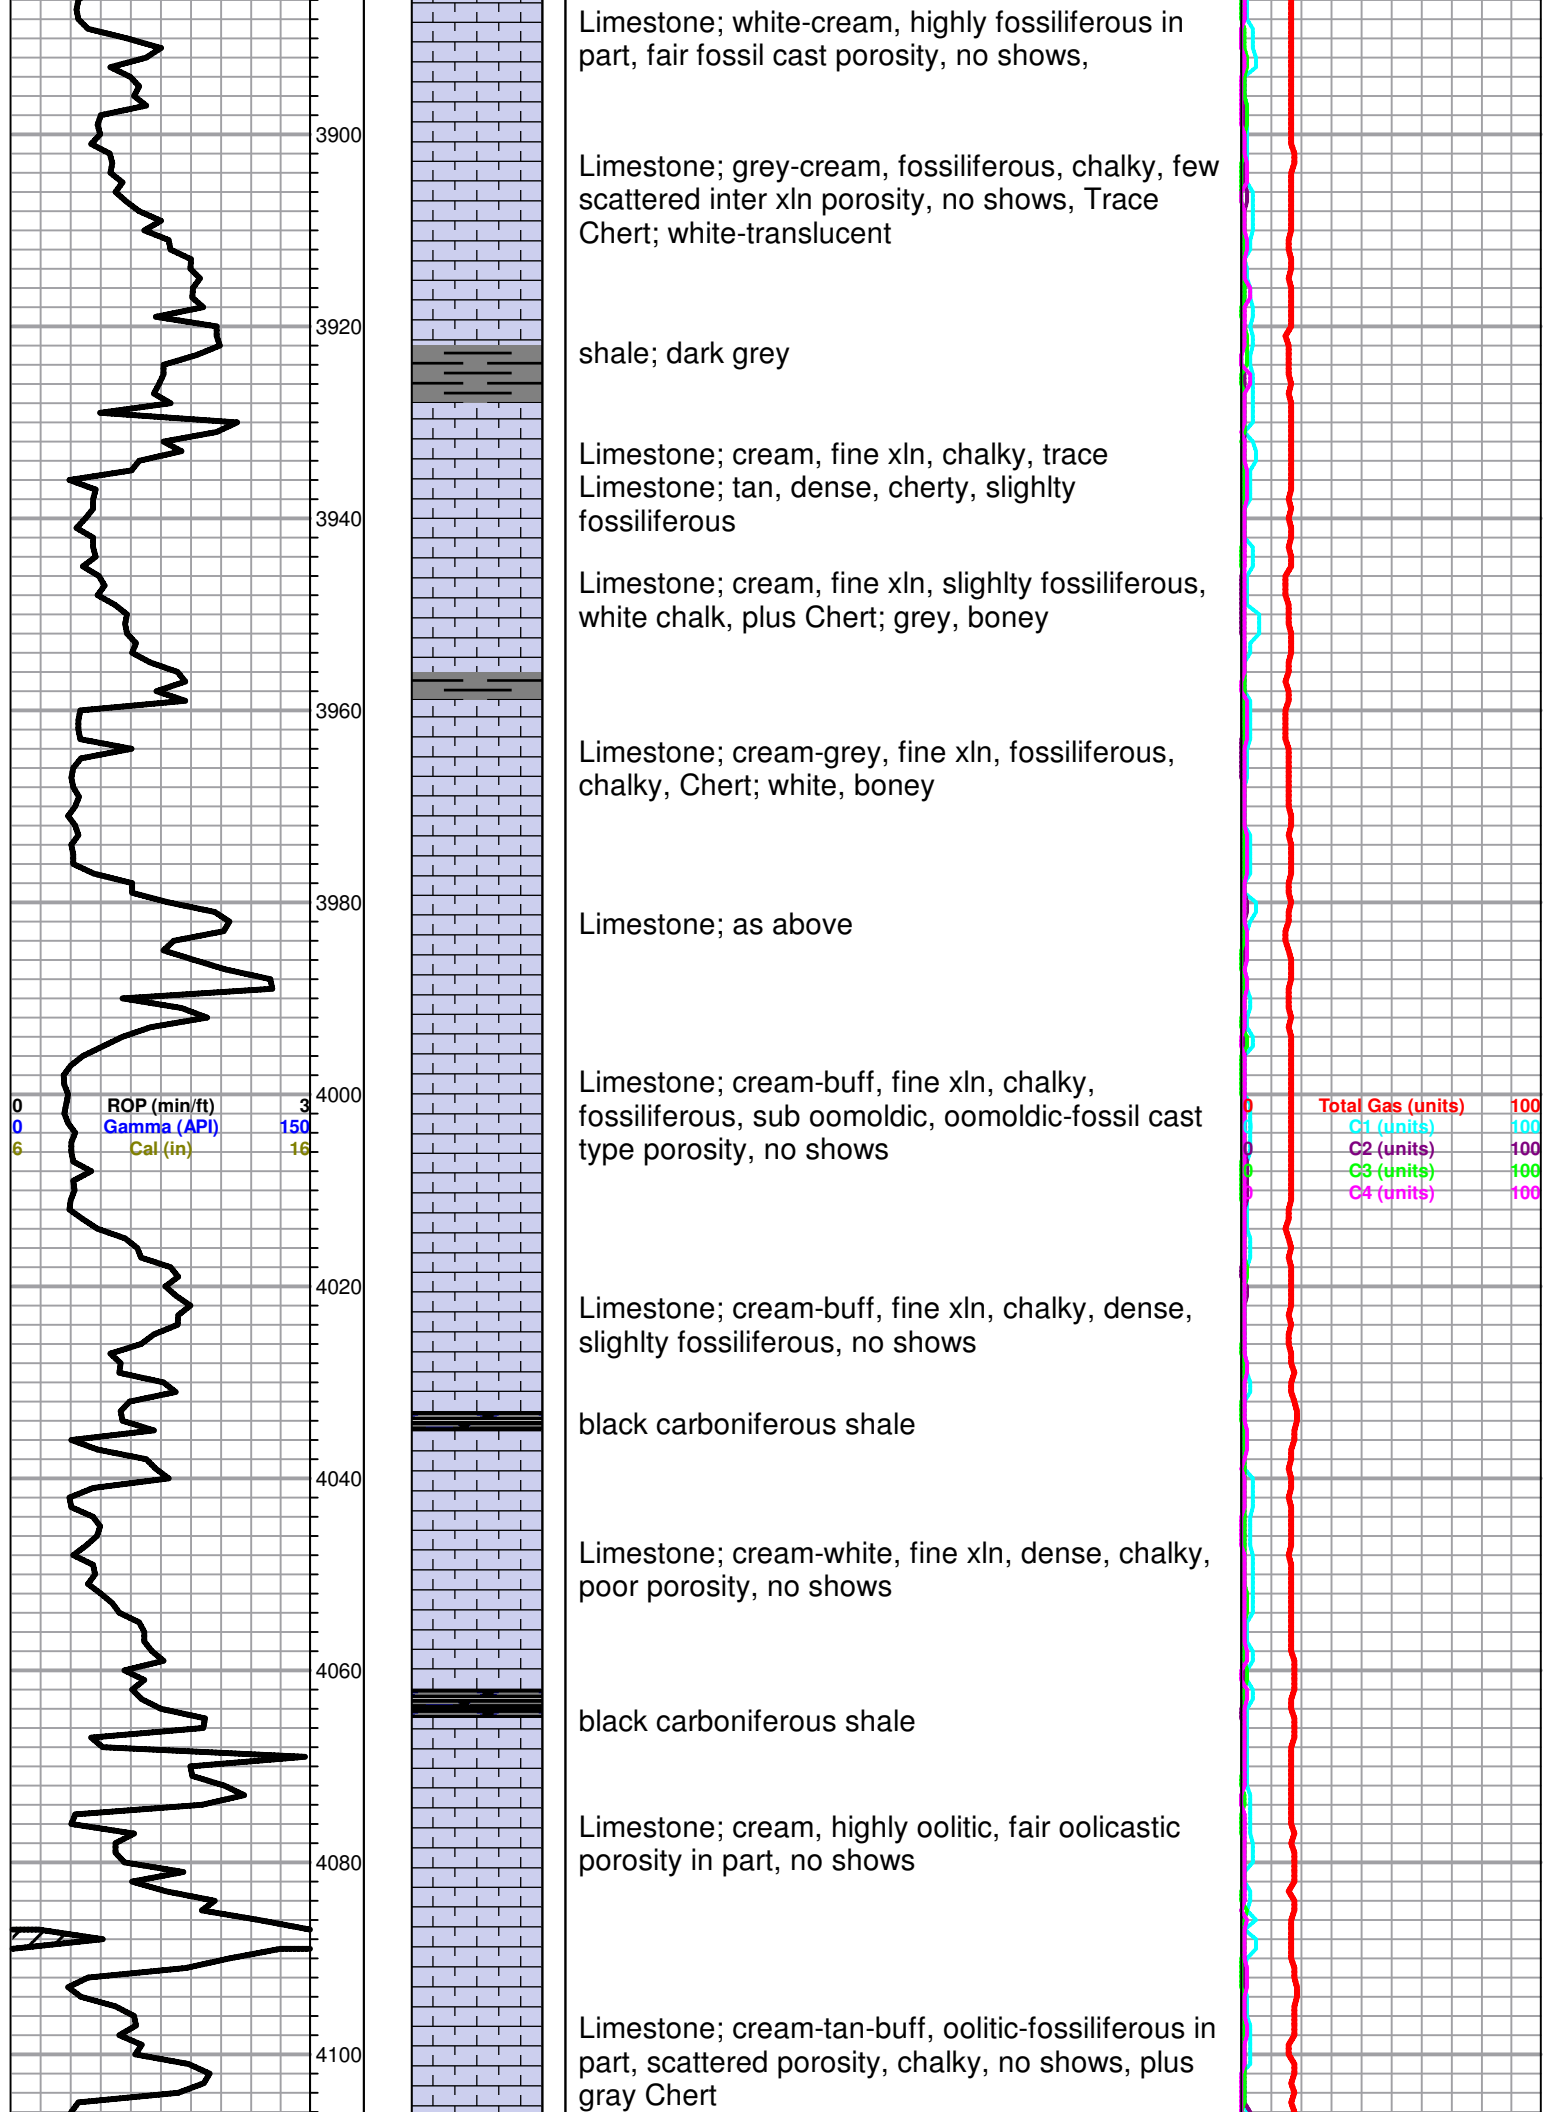 Limestone; white-cream, highly fossiliferous in
part, fair fossil cast porosity, no shows,
3900
Limestone; grey-cream, fossiliferous, chalky, few
scattered inter xln porosity, no shows, Trace
Chert; white-translucent
3920
shale; dark grey
Limestone; cream, fine xln, chalky, trace
Limestone; tan, dense, cherty, slighlty
fossiliferous
3940
Limestone; cream, fine xln, slighlty fossiliferous,
white chalk, plus Chert; grey, boney
3960
Limestone; cream-grey, fine xln, fossiliferous,
chalky, Chert; white, boney
3980
Limestone; as above
4000
0 ROP (min/ft) 3
0 Gamma (API) 150
6 Cal (in) 16
Limestone; cream-buff, fine xln, chalky,
fossiliferous, sub oomoldic, oomoldic-fossil cast
type porosity, no shows
0 Total Gas (units) 100
0 C1 (units) 100
0 C2 (units) 100
0 C3 (units) 100
0 C4 (units) 100
4020
Limestone; cream-buff, fine xln, chalky, dense,
slighlty fossiliferous, no shows
black carboniferous shale
4040
Limestone; cream-white, fine xln, dense, chalky,
poor porosity, no shows
4060
black carboniferous shale
Limestone; cream, highly oolitic, fair oolicastic
porosity in part, no shows
4080
Limestone; cream-tan-buff, oolitic-fossiliferous in
part, scattered porosity, chalky, no shows, plus
gray Chert
4100